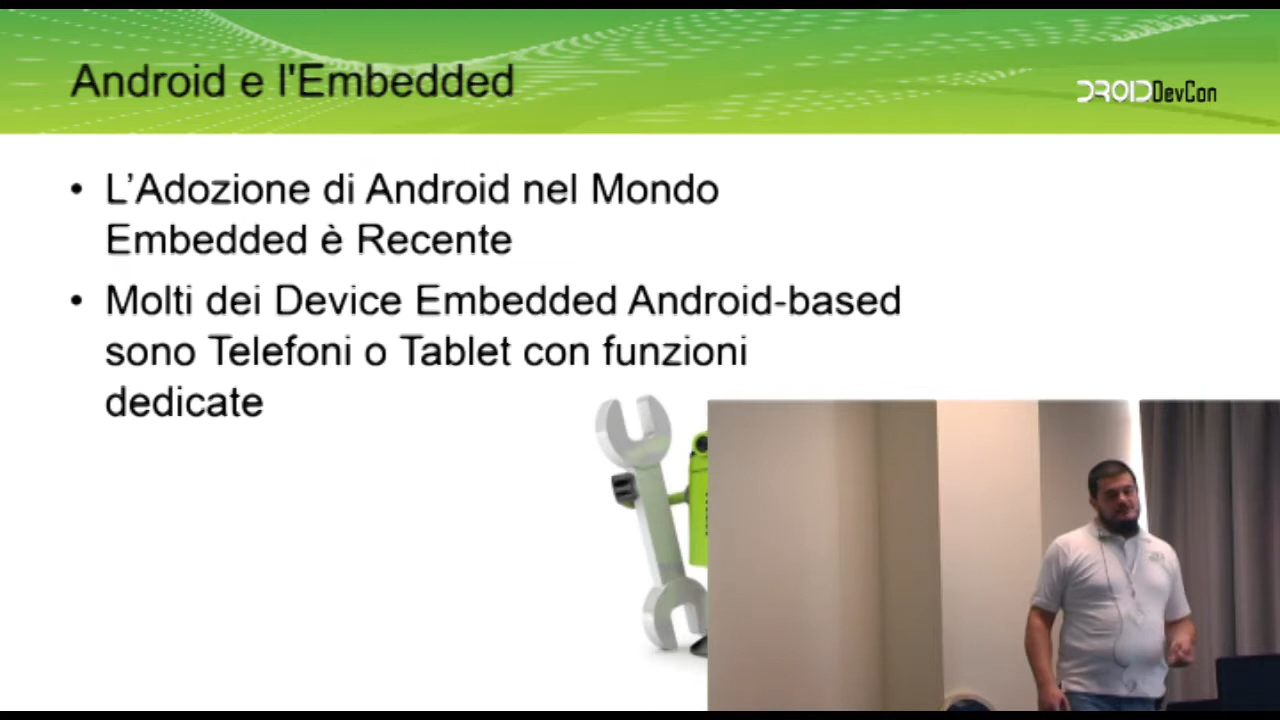 Android e l'Embedded
DROIDDevCon
• L’Adozione di Android nel Mondo
Embedded è Recente
• Molti dei Device Embedded Android-based
sono Telefoni o Tablet con funzioni
dedicate